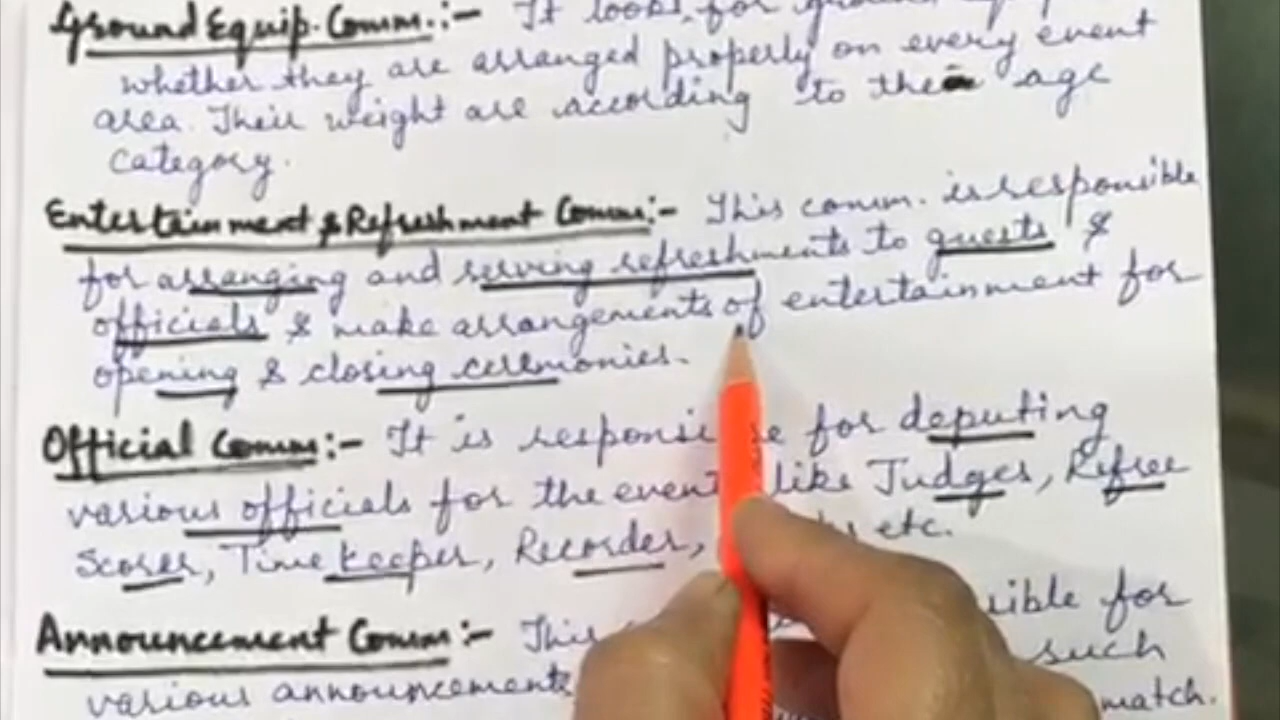 Ground Equip. Comm.:- It looks for ground
whether they are arranged properly on every event
area. Their weight are according to the age
category.
Entertainment & Refreshment Comm:- This comm. is responsible
for arranging and serving refreshments to guests &
officials & make arrangements of entertainment for
opening & closing ceremonies.
Official Comm:- It is for deputing
various officials for the event like Judges, Refree
Scorer, Time keeper, Recorder, etc.
Announcement Comm:- This for
various announcements such
match.